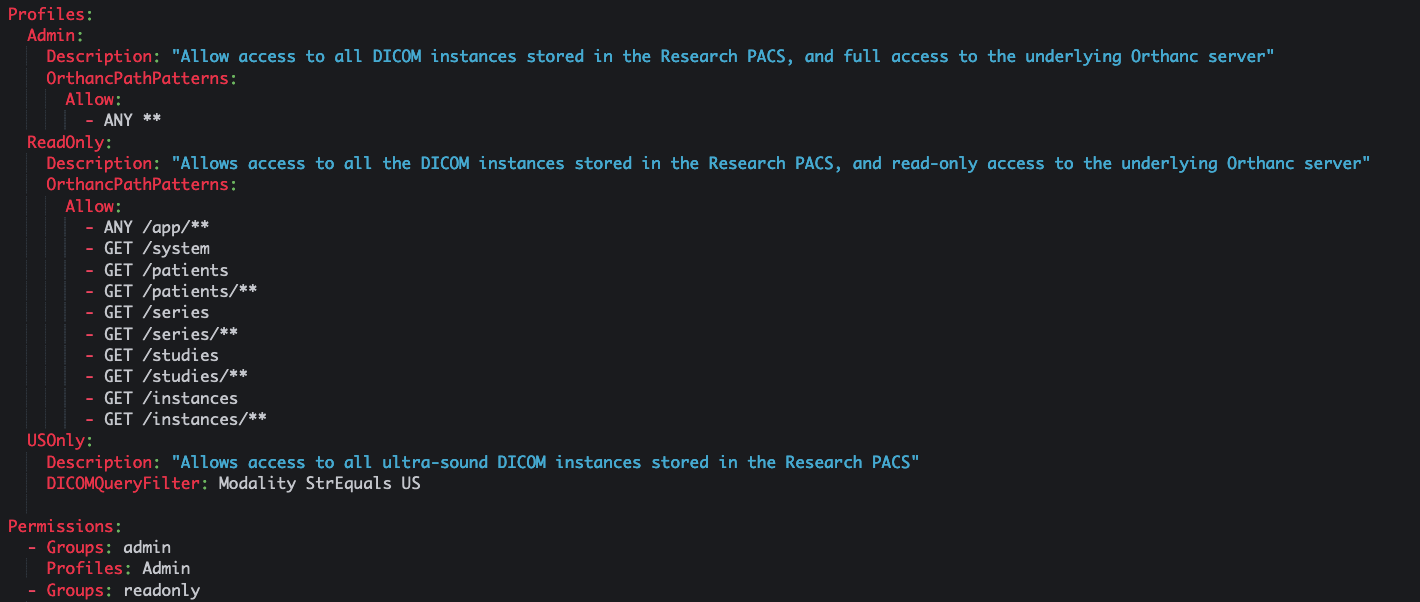 Profiles:
  Admin:
    Description: "Allow access to all DICOM instances stored in the Research PACS, and full access to the underlying Orthanc server"
    OrthancPathPatterns:
      Allow:
        - ANY **
  ReadOnly:
    Description: "Allows access to all the DICOM instances stored in the Research PACS, and read-only access to the underlying Orthanc server"
    OrthancPathPatterns:
      Allow:
        - ANY /app/**
        - GET /system
        - GET /patients
        - GET /patients/**
        - GET /series
        - GET /series/**
        - GET /studies
        - GET /studies/**
        - GET /instances
        - GET /instances/**
  USOnly:
    Description: "Allows access to all ultra-sound DICOM instances stored in the Research PACS"
    DICOMQueryFilter: Modality StrEquals US

Permissions:
  - Groups: admin
    Profiles: Admin
  - Groups: readonly